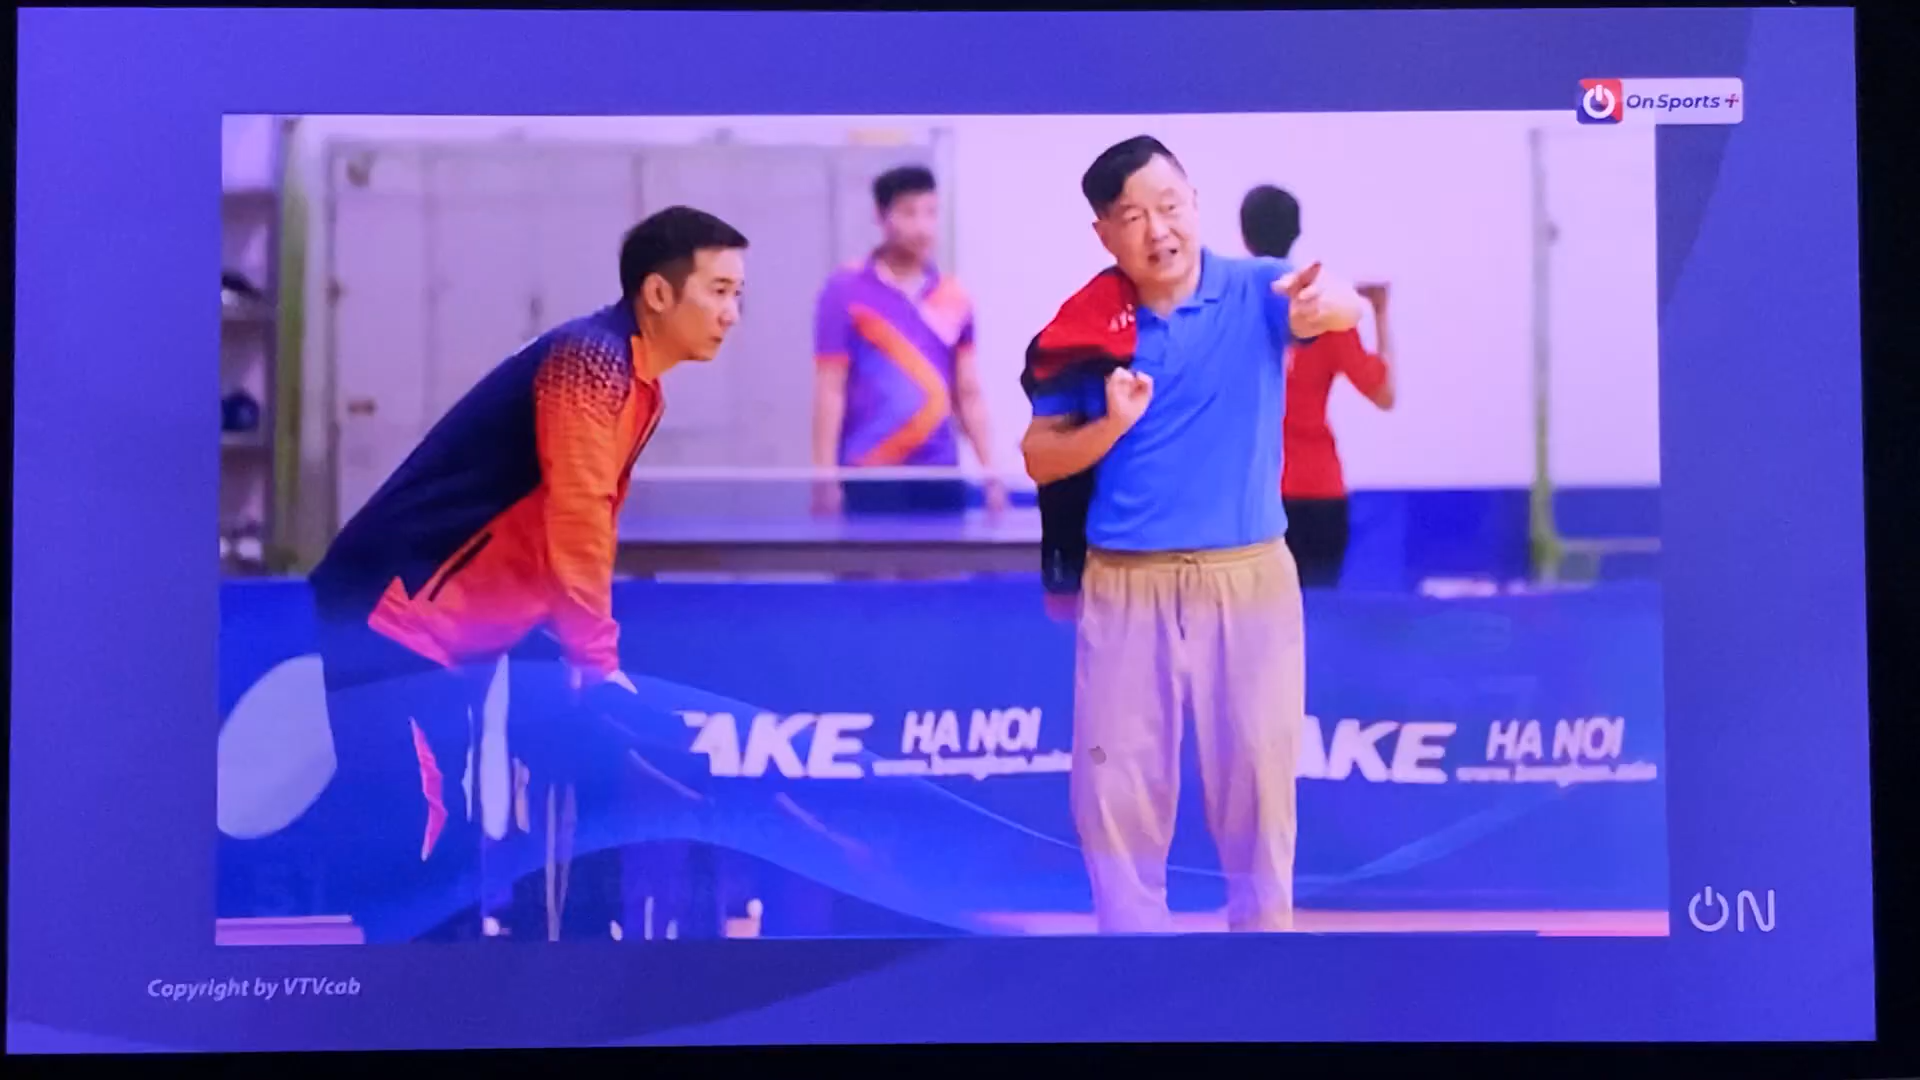 OnSports+
AKE HA NOI
AKE HA NOI
ON
Copyright by VTVcab